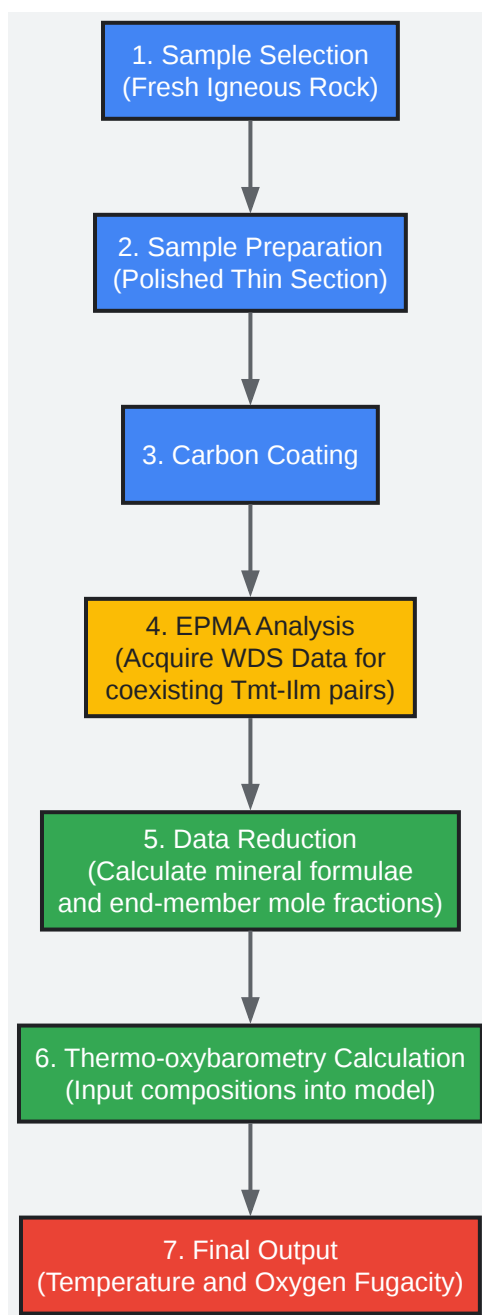 1. Sample Selection
(Fresh Igneous Rock)
2. Sample Preparation
(Polished Thin Section)
3. Carbon Coating
4. EPMA Analysis
(Acquire WDS Data for
coexisting Tmt-Ilm pairs)
5. Data Reduction
(Calculate mineral formulae
and end-member mole fractions)
6. Thermo-oxybarometry Calculation
(Input compositions into model)
7. Final Output
(Temperature and Oxygen Fugacity)